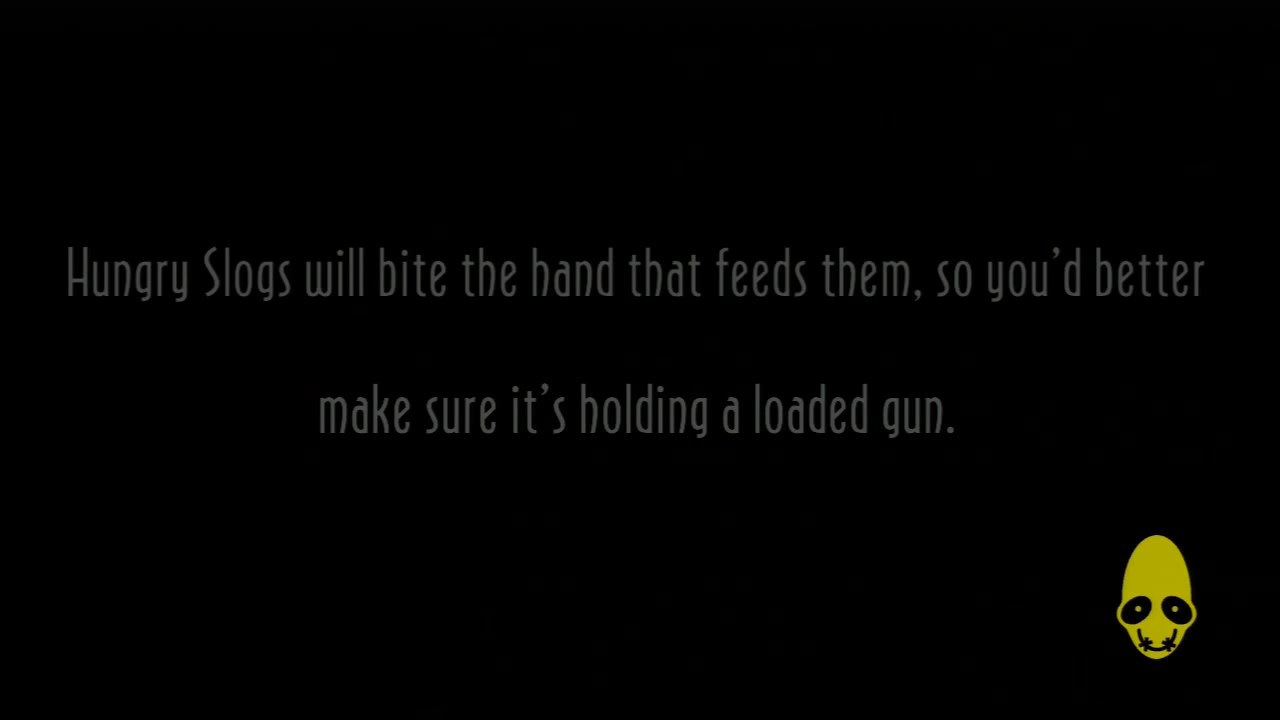 Hungry Slogs will bite the hand that feeds them, so you’d better
make sure it’s holding a loaded gun.